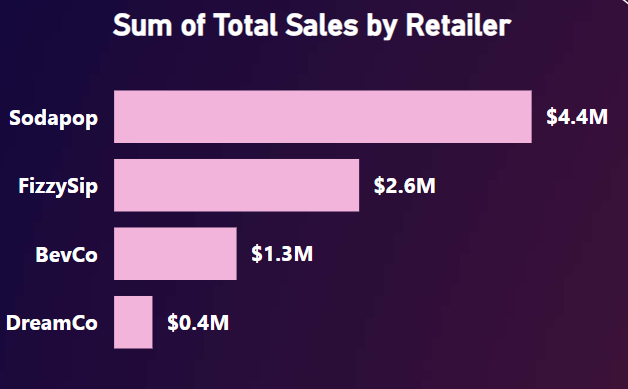 Sum of Total Sales by Retailer
Sodapop $4.4M
FizzySip $2.6M
BevCo $1.3M
DreamCo $0.4M